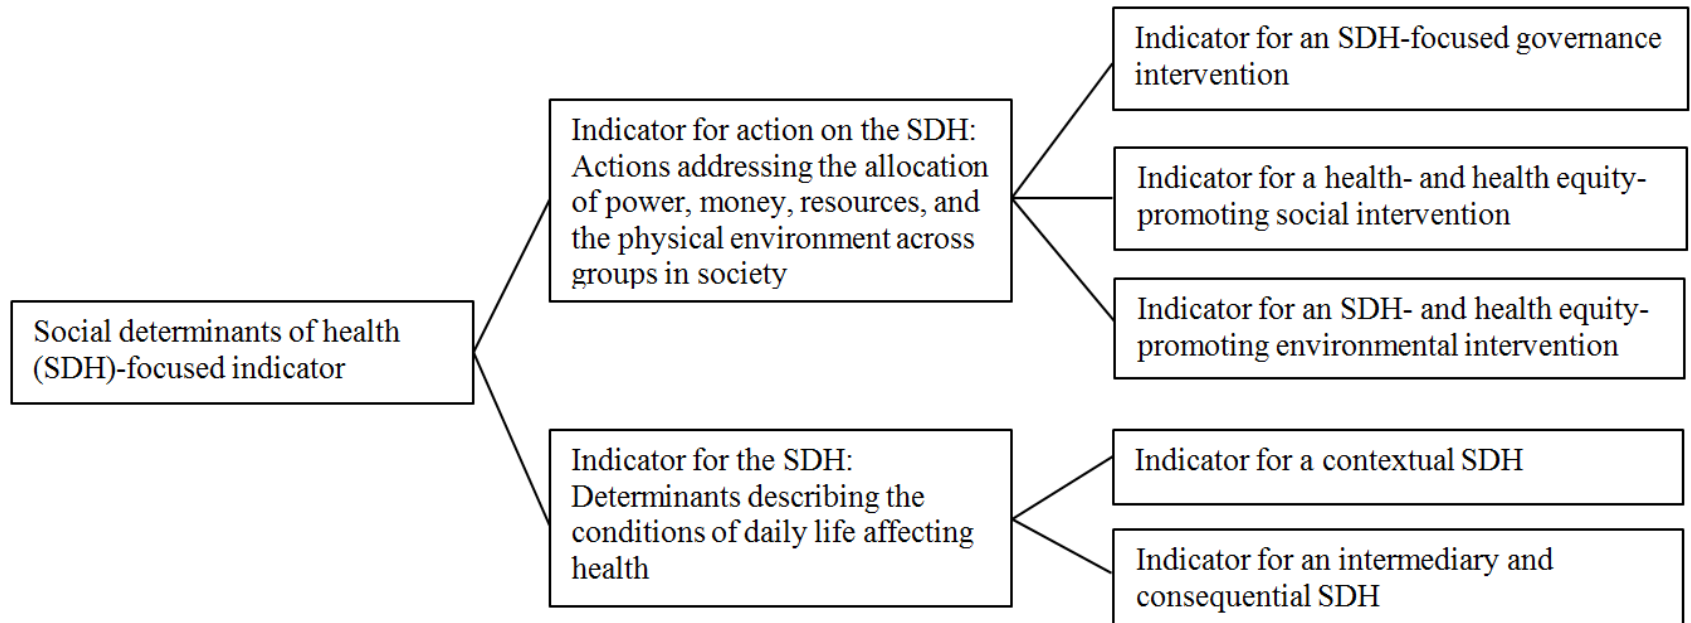 Social determinants of health
(SDH)-focused indicator
Indicator for action on the SDH:
Actions addressing the allocation
of power, money, resources, and
the physical environment across
groups in society
Indicator for the SDH:
Determinants describing the
conditions of daily life affecting
health
Indicator for an SDH-focused governance
intervention
Indicator for a health- and health equity-
promoting social intervention
Indicator for an SDH- and health equity-
promoting environmental intervention
Indicator for a contextual SDH
Indicator for an intermediary and
consequential SDH